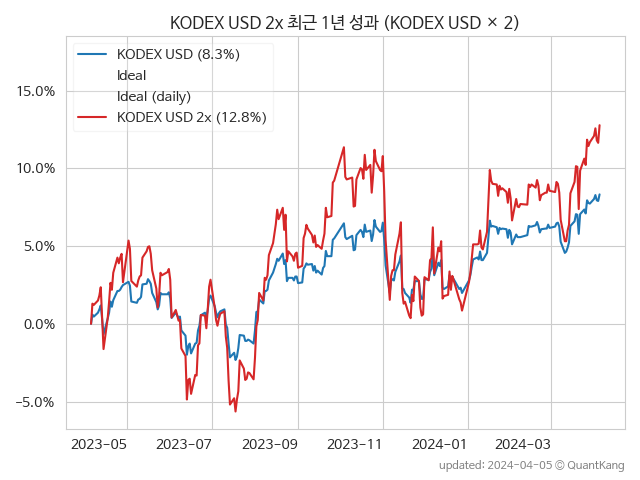 KODEX USD 2x 최근 1년 성과 (KODEX USD × 2)
KODEX USD (8.3%)
Ideal
Ideal (daily)
KODEX USD 2x (12.8%)
15.0%
10.0%
5.0%
0.0%
−5.0%
2023-05 2023-07 2023-09 2023-11 2024-01 2024-03
updated: 2024-04-05 © QuantKang